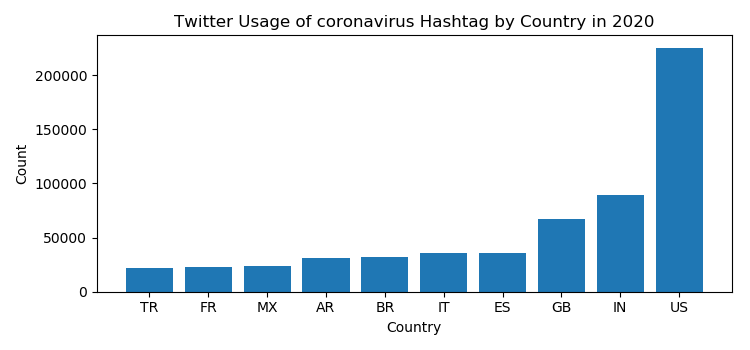 Twitter Usage of coronavirus Hashtag by Country in 2020
200000
150000
100000
50000
0
Count
TR FR MX AR BR IT ES GB IN US
Country